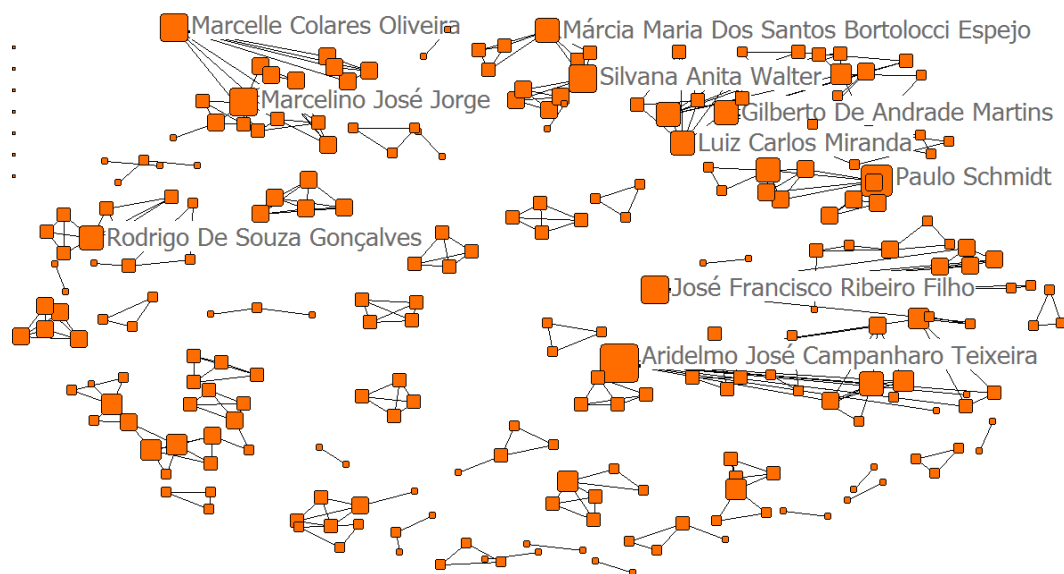 Marcelle Colares Oliveira
Márcia Maria Dos Santos Bortolocci Espejo
Silvana Anita Walter
Marcelino José Jorge
Gilberto De Andrade Martins
Luiz Carlos Miranda
Paulo Schmidt
Rodrigo De Souza Gonçalves
José Francisco Ribeiro Filho
Aridelmo José Campanharo Teixeira